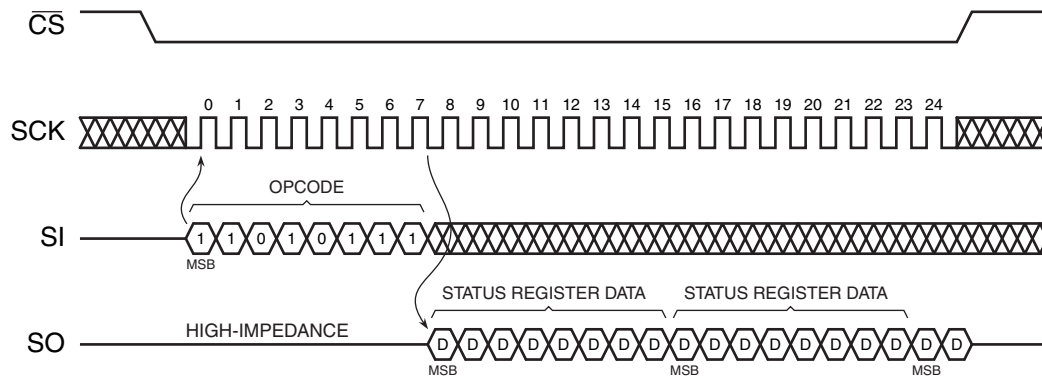 CS
0 1 2 3 4 5 6 7 8 9 10 11 12 13 14 15 16 17 18 19 20 21 22 23 24
SCK
OPCODE
SI 1 1 0 1 0 1 1 1
MSB
STATUS REGISTER DATA STATUS REGISTER DATA
HIGH-IMPEDANCE
SO D D D D D D D D D D D D D D D D D D
MSB MSB MSB